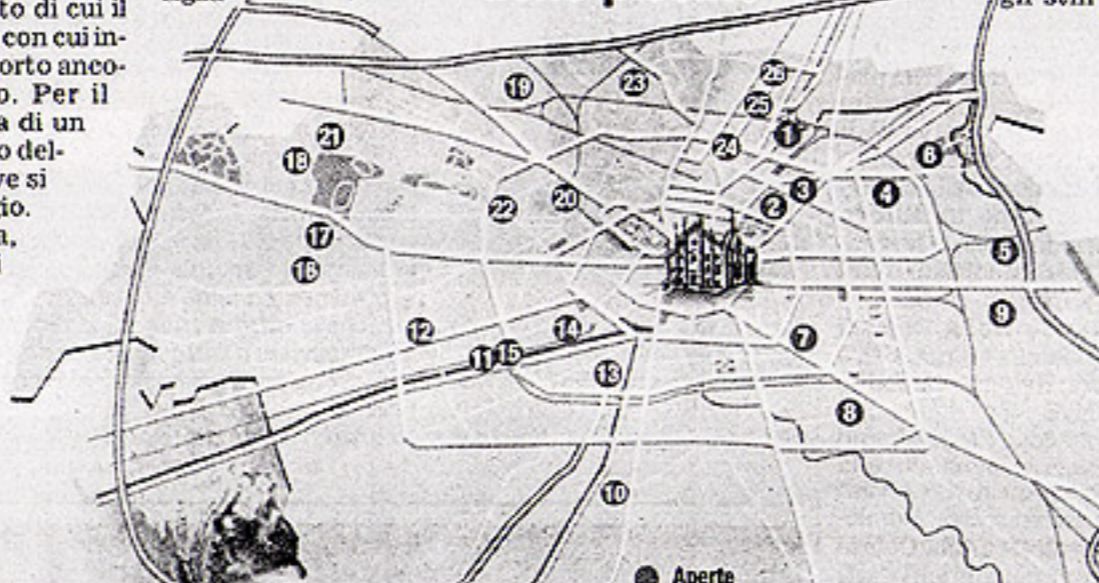 to di cui il
con cui in-
orto anco-
o. Per il
a di un
o del-
ve si
gio.
a,
19
23
26
25
1
21
18
24
6
3
4
20
22
2
17
5
16
9
12
14
7
11
15
13
8
10
Aperte